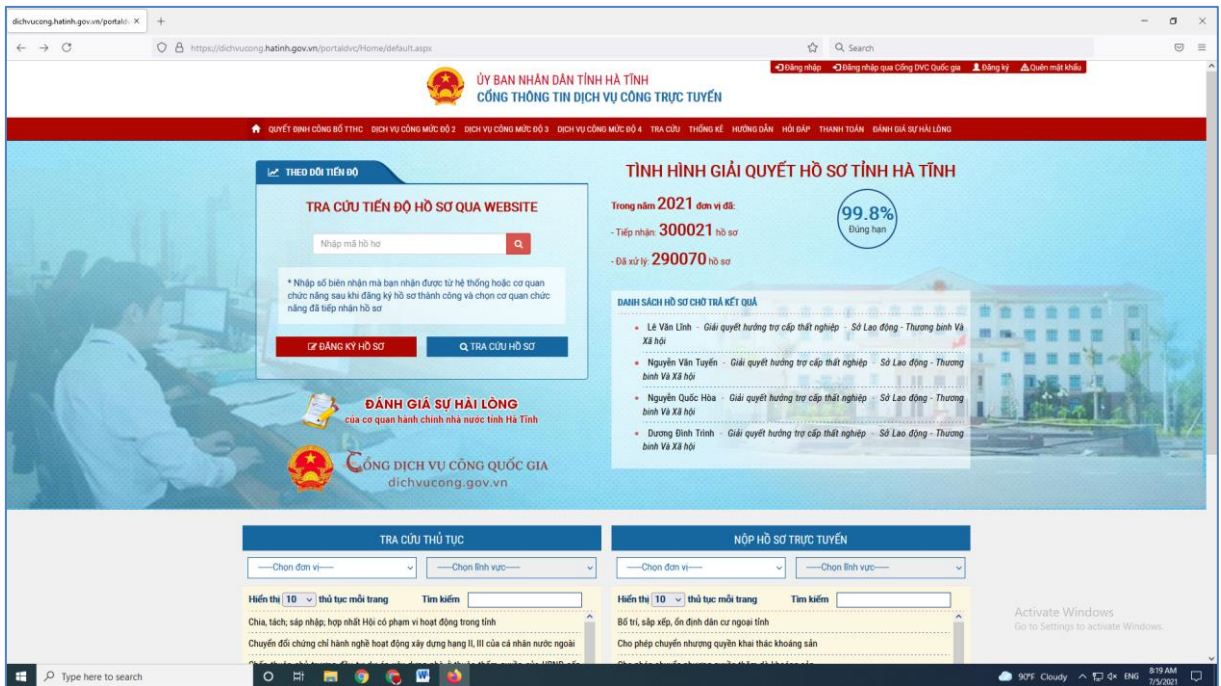 dichvucong.hatinh.gov.vn/portaldv
https://dichvucong.hatinh.gov.vn/portaldvc/Home/default.aspx
Search
Đăng nhập Đăng nhập qua Cổng DVC Quốc gia Đăng ký Quên mật khẩu
ỦY BAN NHÂN DÂN TỈNH HÀ TĨNH
CỔNG THÔNG TIN DỊCH VỤ CÔNG TRỰC TUYẾN
QUYẾT ĐỊNH CÔNG BỐ TTHC DỊCH VỤ CÔNG MỨC ĐỘ 2 DỊCH VỤ CÔNG MỨC ĐỘ 3 DỊCH VỤ CÔNG MỨC ĐỘ 4 TRA CỨU THỐNG KÊ HƯỚNG DẪN HỎI ĐÁP THANH TOÁN ĐÁNH GIÁ SỰ HÀI LÒNG
THEO DÕI TIẾN ĐỘ
TRA CỨU TIẾN ĐỘ HỒ SƠ QUA WEBSITE
Nhập mã hồ hơ
* Nhập số biên nhận mà bạn nhận được từ hệ thống hoặc cơ quan
chức năng sau khi đăng ký hồ sơ thành công và chọn cơ quan chức
năng đã tiếp nhận hồ sơ
ĐĂNG KÝ HỒ SƠ TRA CỨU HỒ SƠ
ĐÁNH GIÁ SỰ HÀI LÒNG
của cơ quan hành chính nhà nước tỉnh Hà Tĩnh
CỔNG DỊCH VỤ CÔNG QUỐC GIA
dichvucong.gov.vn
TÌNH HÌNH GIẢI QUYẾT HỒ SƠ TỈNH HÀ TĨNH
Trong năm 2021 đơn vị đã:
- Tiếp nhận: 300021 hồ sơ
- Đã xử lý: 290070 hồ sơ
99.8%
Đúng hạn
DANH SÁCH HỒ SƠ CHỜ TRẢ KẾT QUẢ
Lê Văn Lĩnh - Giải quyết hưởng trợ cấp thất nghiệp - Sở Lao động - Thương binh Và
Xã hội
Nguyễn Văn Tuyến - Giải quyết hưởng trợ cấp thất nghiệp - Sở Lao động - Thương
binh Và Xã hội
Nguyễn Quốc Hòa - Giải quyết hưởng trợ cấp thất nghiệp - Sở Lao động - Thương
binh Và Xã hội
Dương Đình Trình - Giải quyết hưởng trợ cấp thất nghiệp - Sở Lao động - Thương
binh Và Xã hội
TRA CỨU THỦ TỤC
-----Chọn đơn vị----- -----Chọn lĩnh vực-----
Hiển thị 10 thủ tục mỗi trang Tìm kiếm
Chia, tách; sáp nhập; hợp nhất Hội có phạm vi hoạt động trong tỉnh
Chuyển đổi chứng chỉ hành nghề hoạt động xây dựng hạng II, III của cá nhân nước ngoài
NỘP HỒ SƠ TRỰC TUYẾN
-----Chọn đơn vị----- -----Chọn lĩnh vực-----
Hiển thị 10 thủ tục mỗi trang Tìm kiếm
Bố trí, sắp xếp, ổn định dân cư ngoại tỉnh
Cho phép chuyển nhượng quyền khai thác khoáng sản
Activate Windows
Go to Settings to activate Windows.
Type here to search
90°F Cloudy ENG
8:19 AM
7/5/2021